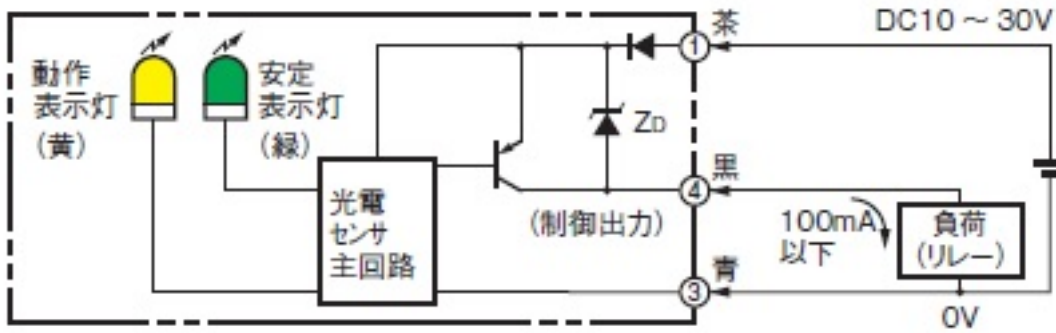 動作
表示灯
(黄)
安定
表示灯
(緑)
光電
センサ
主回路
ZD
(制御出力)
① 茶
④ 黒
③ 青
DC10 ～ 30V
100mA
以下
負荷
(リレー)
0V